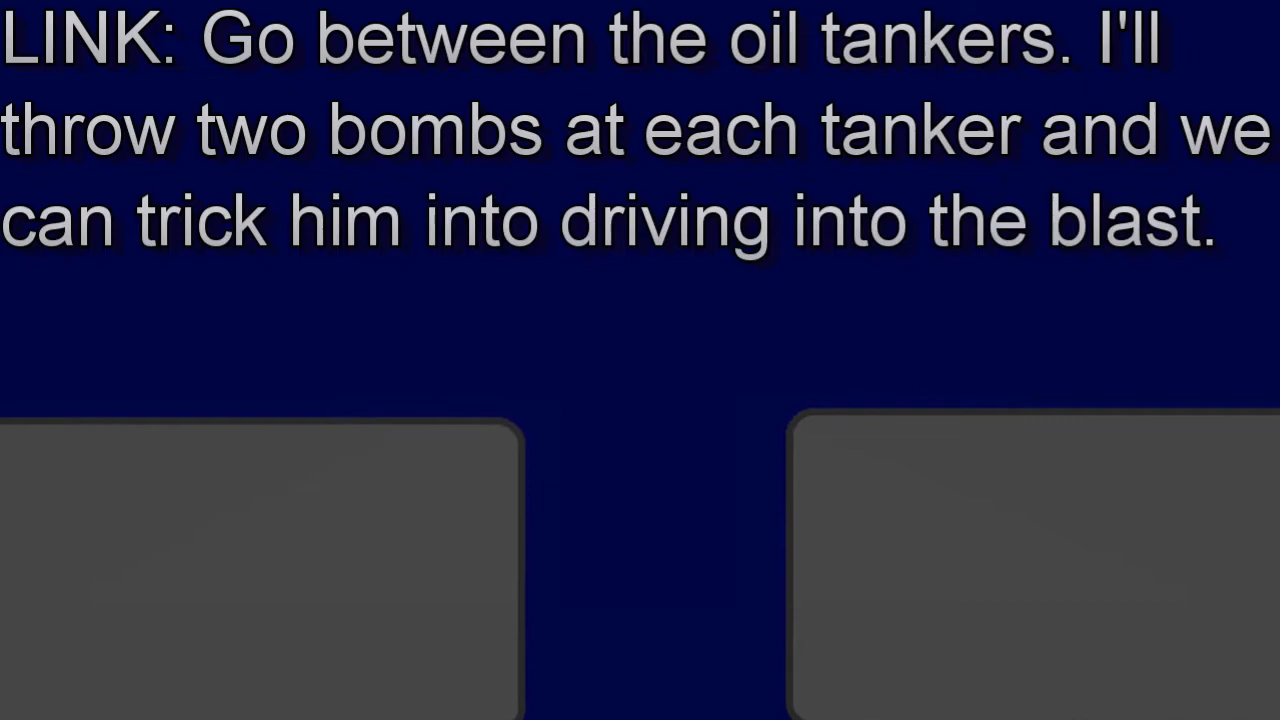 LINK: Go between the oil tankers. I'll
throw two bombs at each tanker and we
can trick him into driving into the blast.